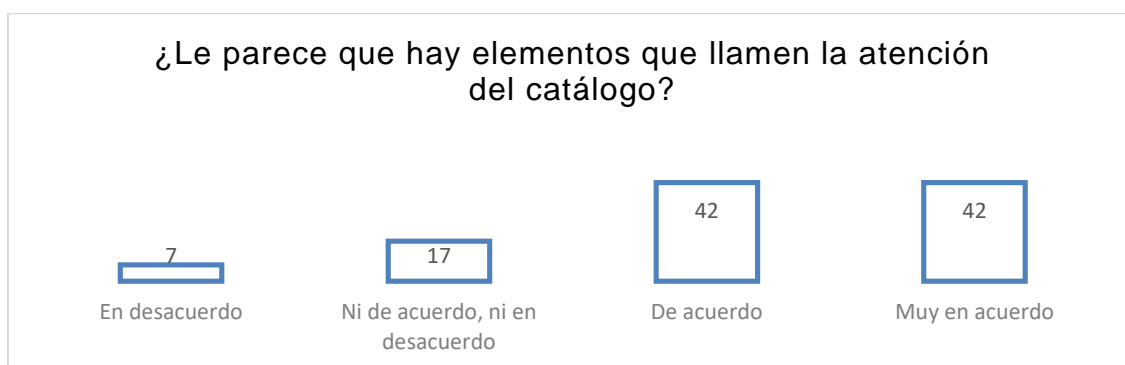 ¿Le parece que hay elementos que llamen la atención
del catálogo?
7
17
42
42
En desacuerdo
Ni de acuerdo, ni en
desacuerdo
De acuerdo
Muy en acuerdo